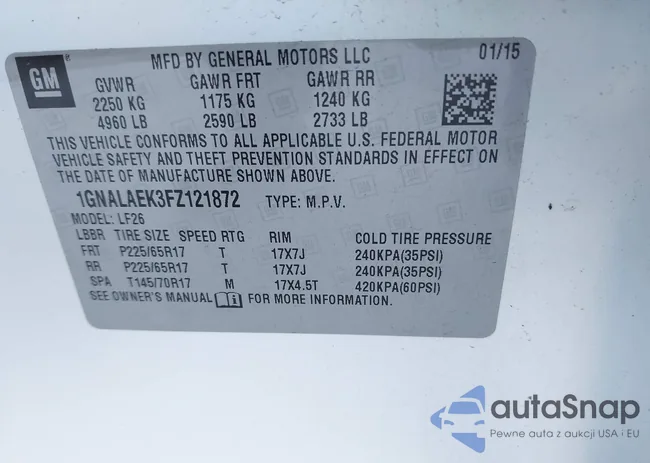 GM
MFD BY GENERAL MOTORS LLC 01/15
GVWR GAWR FRT GAWR RR
2250 KG 1175 KG 1240 KG
4960 LB 2590 LB 2733 LB
THIS VEHICLE CONFORMS TO ALL APPLICABLE U.S. FEDERAL MOTOR
VEHICLE SAFETY AND THEFT PREVENTION STANDARDS IN EFFECT ON
THE DATE OF MANUFACTURE SHOWN ABOVE.
1GNALAEK3FZ121872 TYPE: M.P.V.
MODEL: LF26
LBBR TIRE SIZE SPEED RTG RIM COLD TIRE PRESSURE
FRT P225/65R17 T 17X7J 240KPA(35PSI)
RR P225/65R17 T 17X7J 240KPA(35PSI)
SPA T145/70R17 M 17X4.5T 420KPA(60PSI)
SEE OWNER'S MANUAL FOR MORE INFORMATION.
autaSnap
Pewne auta z aukcji USA i EU